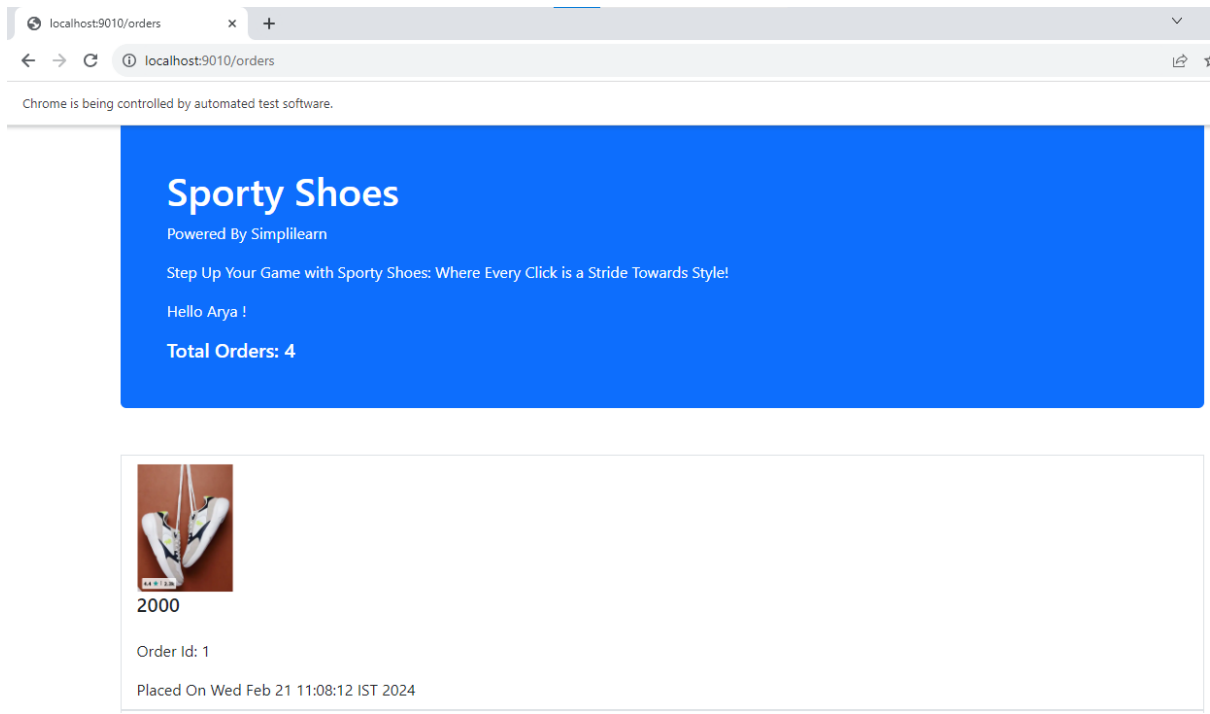 localhost:9010/orders
localhost:9010/orders
Chrome is being controlled by automated test software.
Sporty Shoes
Powered By Simplilearn
Step Up Your Game with Sporty Shoes: Where Every Click is a Stride Towards Style!
Hello Arya !
Total Orders: 4
4.4
2000
Order Id: 1
Placed On Wed Feb 21 11:08:12 IST 2024